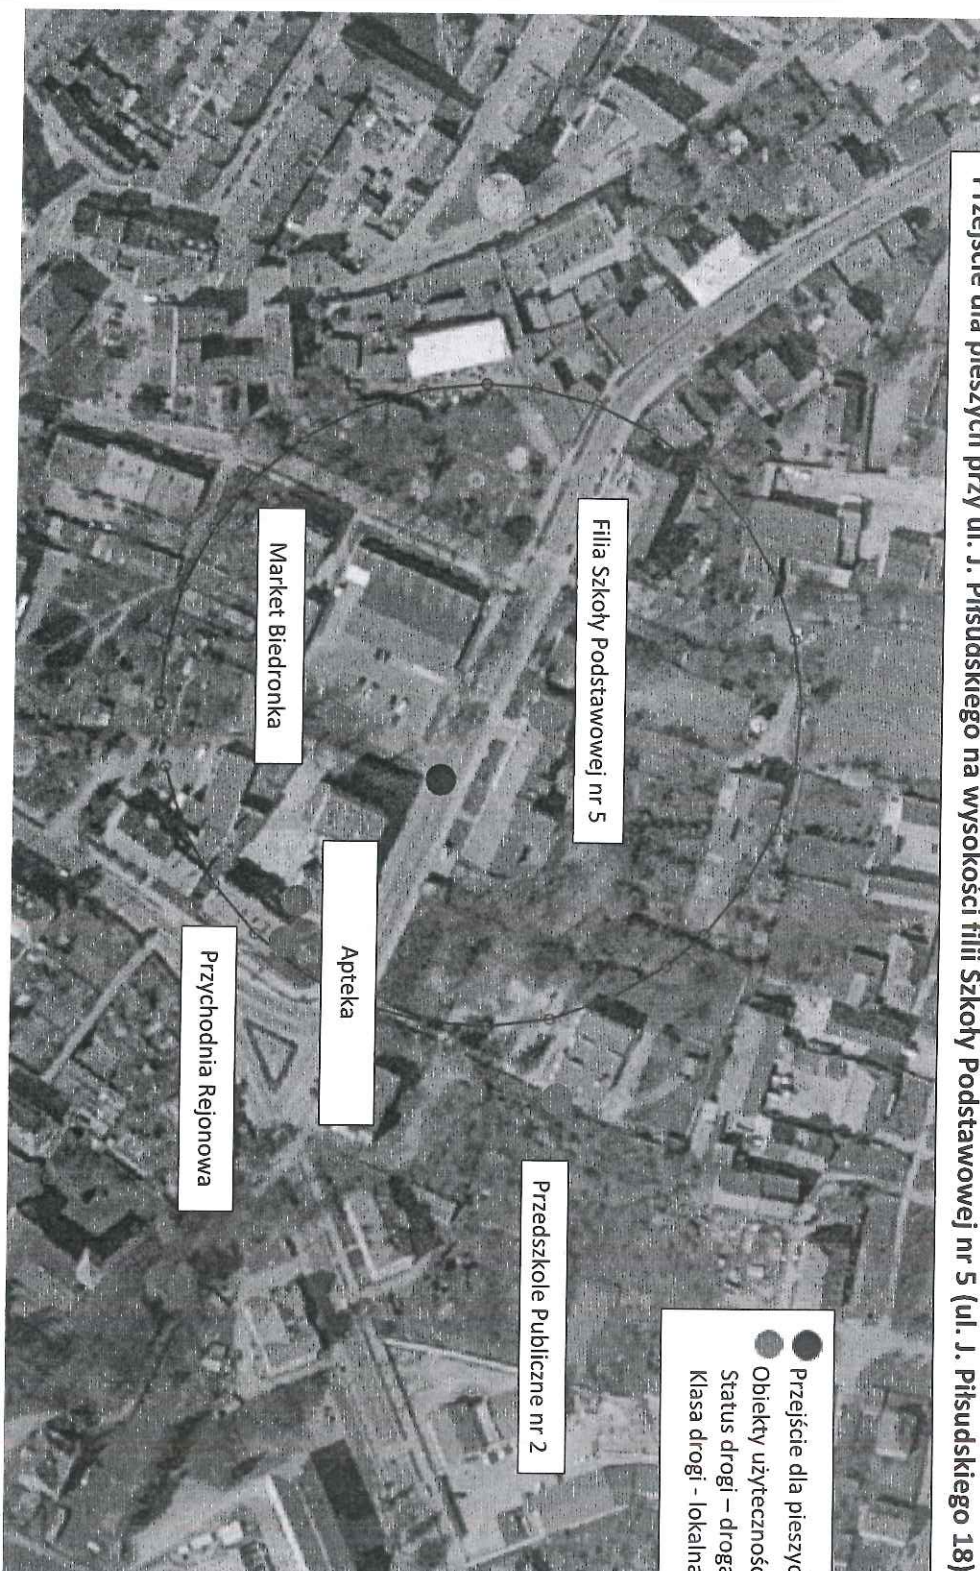 Przejście dla pieszych przy ul. J. Piłsudskiego na wysokości filii Szkoły Podstawowej nr 5 (ul. J. Piłsudskiego 18)
Przejście dla pieszyc
Obiekty użytecznośc
Status drogi – droga
Klasa drogi - lokalna
Filia Szkoły Podstawowej nr 5
Przedszkole Publiczne nr 2
Apteka
Market Biedronka
Przychodnia Rejonowa